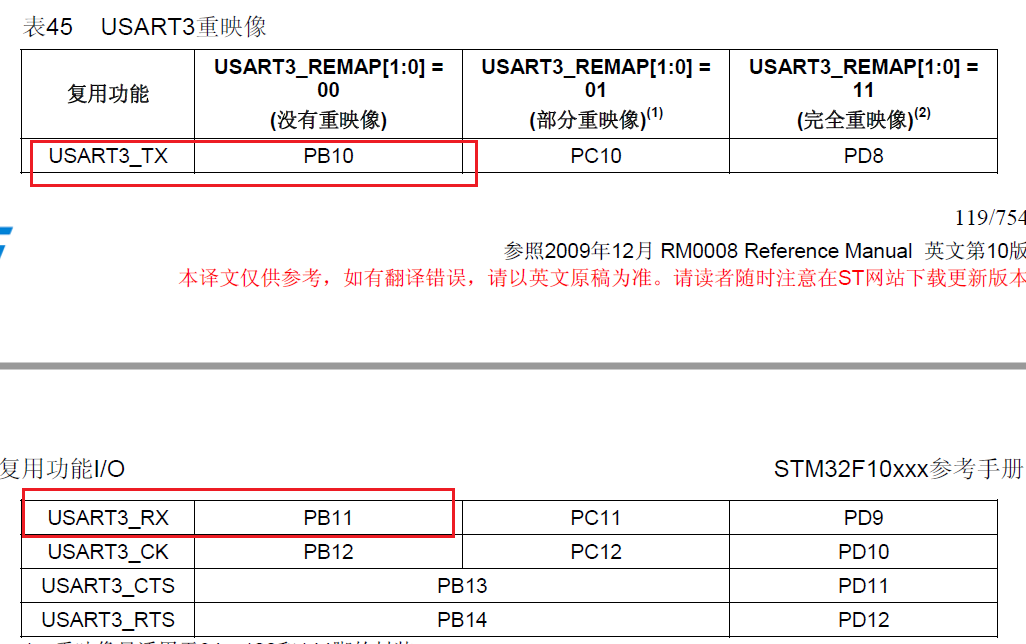 表45 USART3重映像
复用功能 USART3_REMAP[1:0] = 00 (没有重映像) USART3_REMAP[1:0] = 01 (部分重映像)(1) USART3_REMAP[1:0] = 11 (完全重映像)(2)
USART3_TX PB10 PC10 PD8
119/754
参照2009年12月 RM0008 Reference Manual 英文第10版
本译文仅供参考，如有翻译错误，请以英文原稿为准。请读者随时注意在ST网站下载更新版本
复用功能I/O STM32F10xxx参考手册
USART3_RX PB11 PC11 PD9
USART3_CK PB12 PC12 PD10
USART3_CTS PB13 PD11
USART3_RTS PB14 PD12